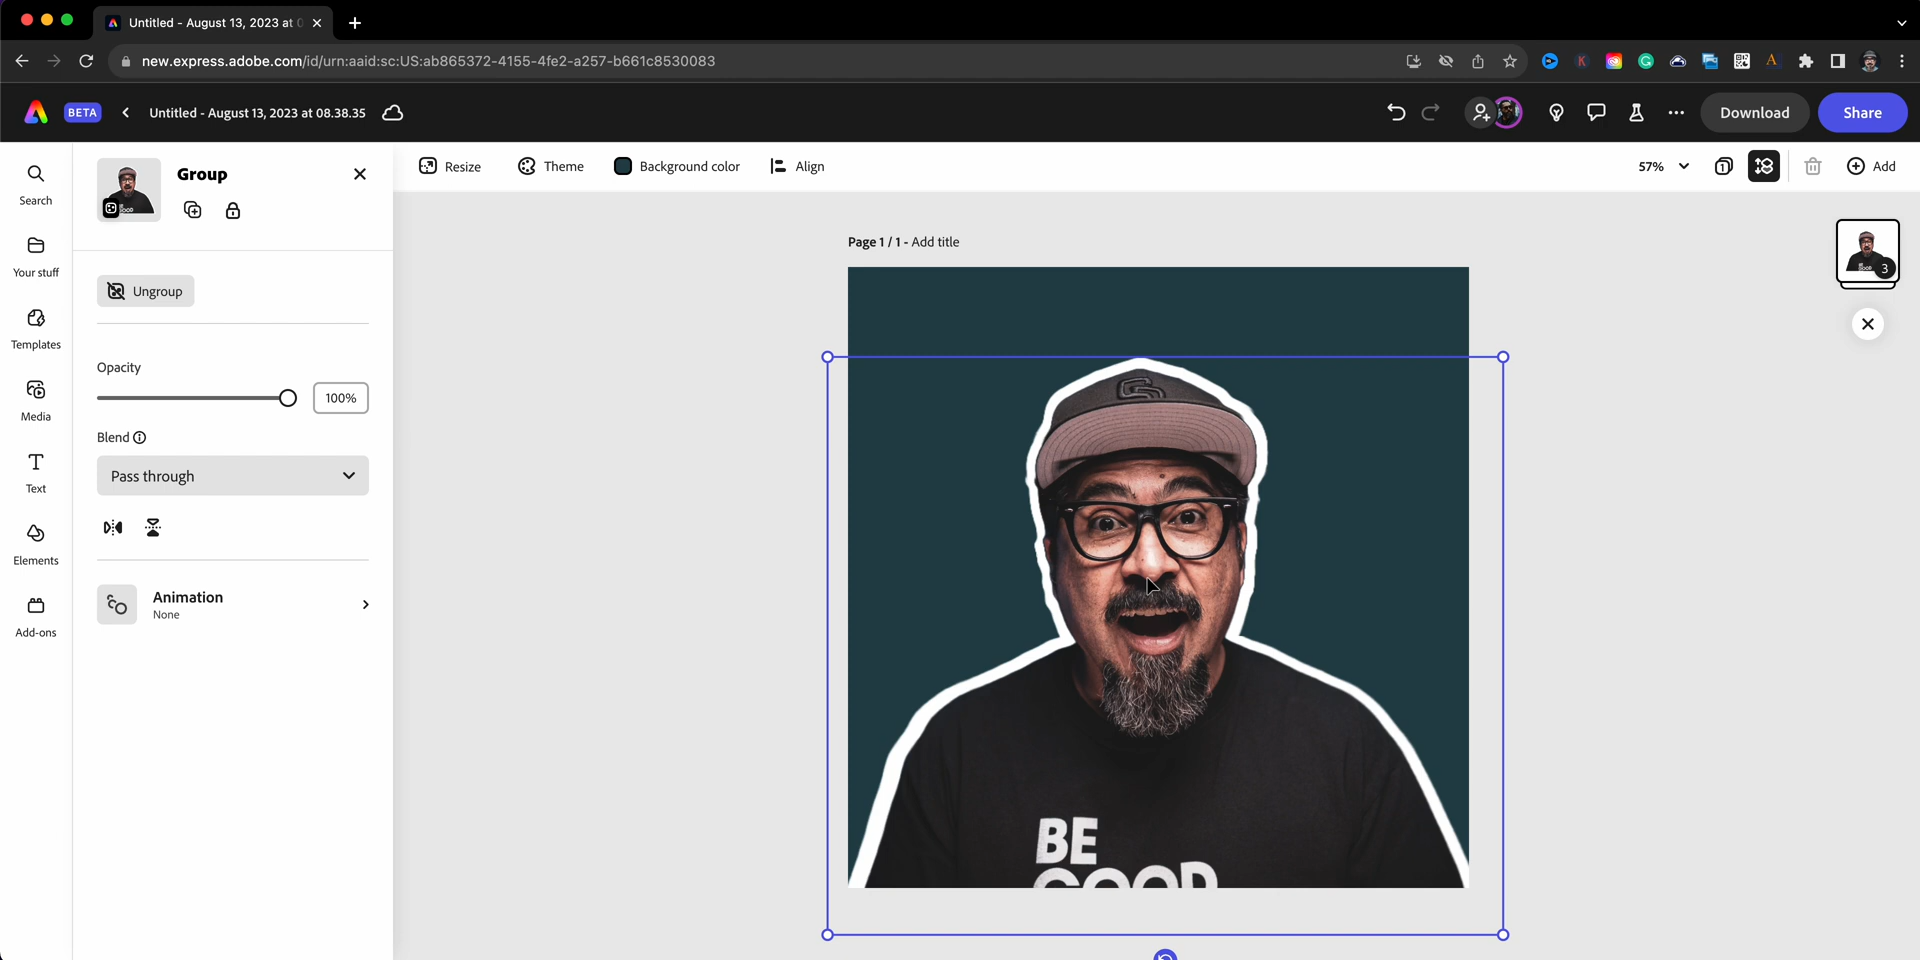 Untitled - August 13, 2023 at 0
new.express.adobe.com/id/urn:aaid:sc:US:ab865372-4155-4fe2-a257-b661c8530083
BETA
Untitled - August 13, 2023 at 08.38.35
Download
Share
Search
Your stuff
Templates
Media
Text
Elements
Add-ons
Group
Ungroup
Opacity
100%
Blend
Pass through
Animation
None
Resize
Theme
Background color
Align
57%
1
Add
Page 1 / 1 - Add title
3
BE
GOOD